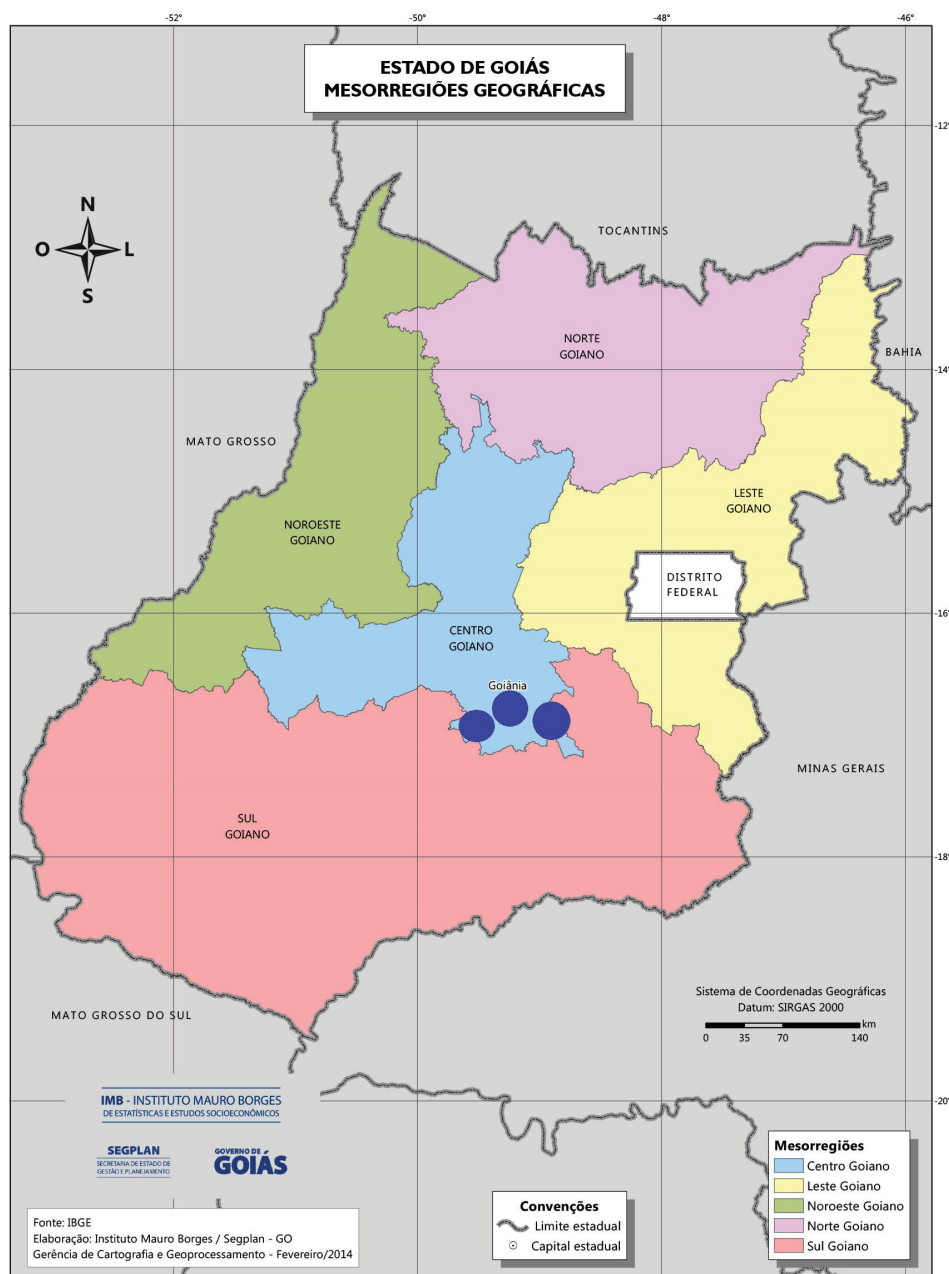 -52°
-50°
-48°
-46°
ESTADO DE GOIÁS
MESORREGIÕES GEOGRÁFICAS
-12°
N
O
L
S
TOCANTINS
NORTE
GOIANO
BAHIA
-14°
MATO GROSSO
LESTE
GOIANO
NOROESTE
GOIANO
DISTRITO
FEDERAL
-16°
CENTRO
GOIANO
Goiânia
MINAS GERAIS
SUL
GOIANO
-18°
Sistema de Coordenadas Geográficas
Datum: SIRGAS 2000
km
0 35 70 140
MATO GROSSO DO SUL
IMB - INSTITUTO MAURO BORGES
DE ESTATÍSTICAS E ESTUDOS SOCIOECONÔMICOS
-20°
SEGPLAN
SECRETARIA DE ESTADO DE
GESTÃO E PLANEJAMENTO
GOVERNO DE
GOIÁS
Mesorregiões
Centro Goiano
Leste Goiano
Noroeste Goiano
Norte Goiano
Sul Goiano
Convenções
Limite estadual
Capital estadual
Fonte: IBGE
Elaboração: Instituto Mauro Borges / Segplan - GO
Gerência de Cartografia e Geoprocessamento - Fevereiro/2014